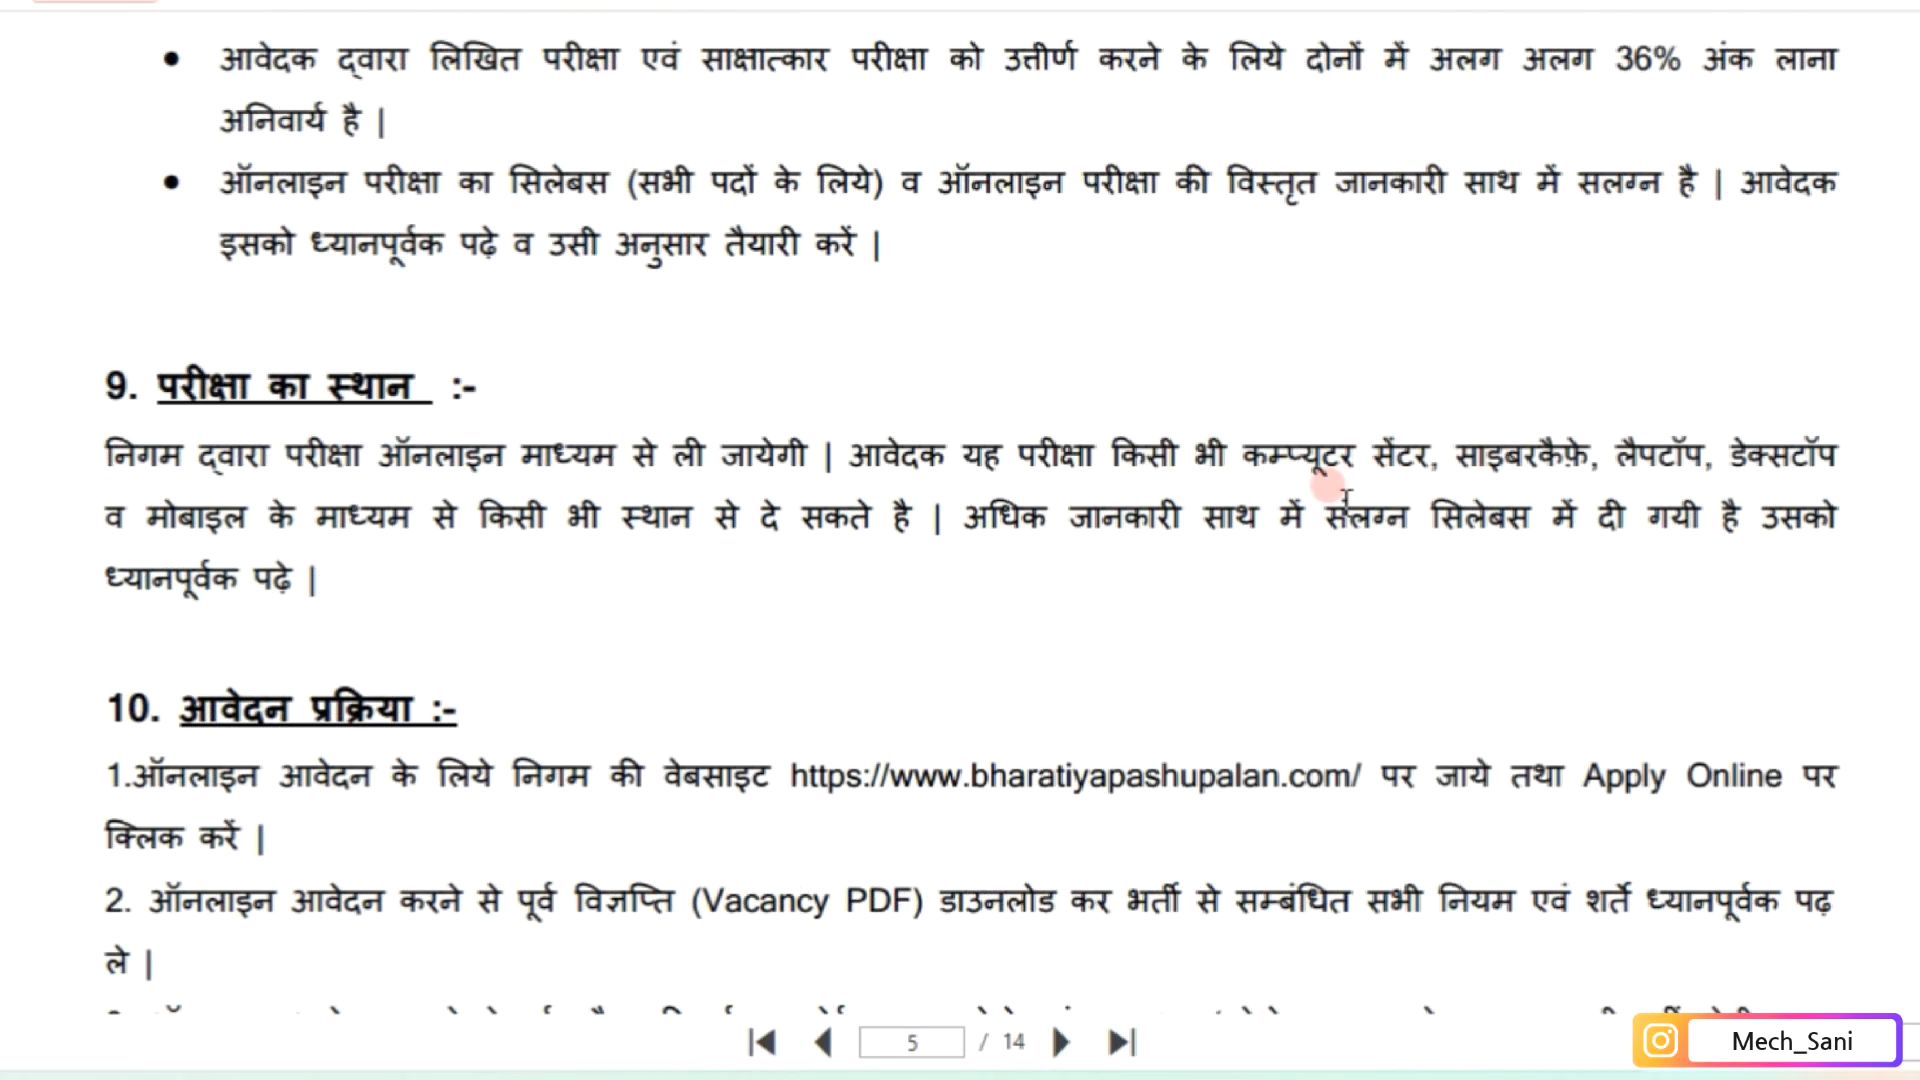 • आवेदक द्वारा लिखित परीक्षा एवं साक्षात्कार परीक्षा को उत्तीर्ण करने के लिये दोनों में अलग अलग 36% अंक लाना
अनिवार्य है |
• ऑनलाइन परीक्षा का सिलेबस (सभी पदों के लिये) व ऑनलाइन परीक्षा की विस्तृत जानकारी साथ में सलग्न है | आवेदक
इसको ध्यानपूर्वक पढ़े व उसी अनुसार तैयारी करें |
9. परीक्षा का स्थान :-
निगम द्वारा परीक्षा ऑनलाइन माध्यम से ली जायेगी | आवेदक यह परीक्षा किसी भी कम्प्यूटर सेंटर, साइबरकैफ़े, लैपटॉप, डेक्सटॉप
व मोबाइल के माध्यम से किसी भी स्थान से दे सकते है | अधिक जानकारी साथ में संलग्न सिलेबस में दी गयी है उसको
ध्यानपूर्वक पढ़े |
10. आवेदन प्रक्रिया :-
1.ऑनलाइन आवेदन के लिये निगम की वेबसाइट https://www.bharatiyapashupalan.com/ पर जाये तथा Apply Online पर
क्लिक करें |
2. ऑनलाइन आवेदन करने से पूर्व विज्ञप्ति (Vacancy PDF) डाउनलोड कर भर्ती से सम्बंधित सभी नियम एवं शर्ते ध्यानपूर्वक पढ़
ले |
5 / 14
Mech_Sani